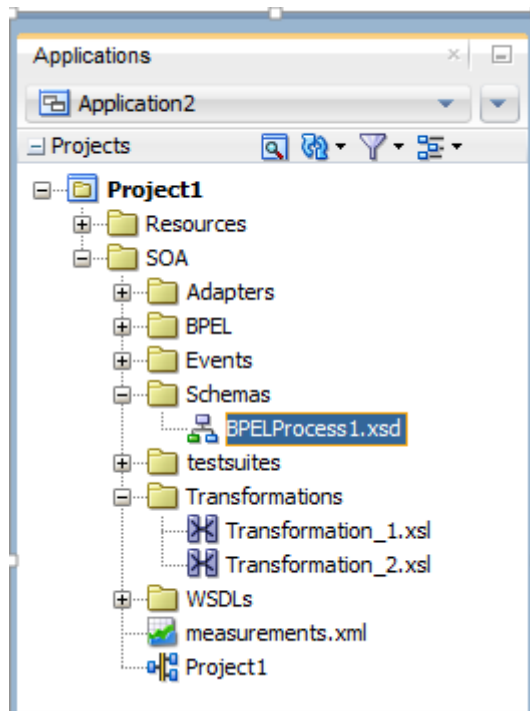 Applications
Application2
Projects
Project1
Resources
SOA
Adapters
BPEL
Events
Schemas
BPELProcess1.xsd
testsuites
Transformations
Transformation_1.xsl
Transformation_2.xsl
WSDLs
measurements.xml
Project1